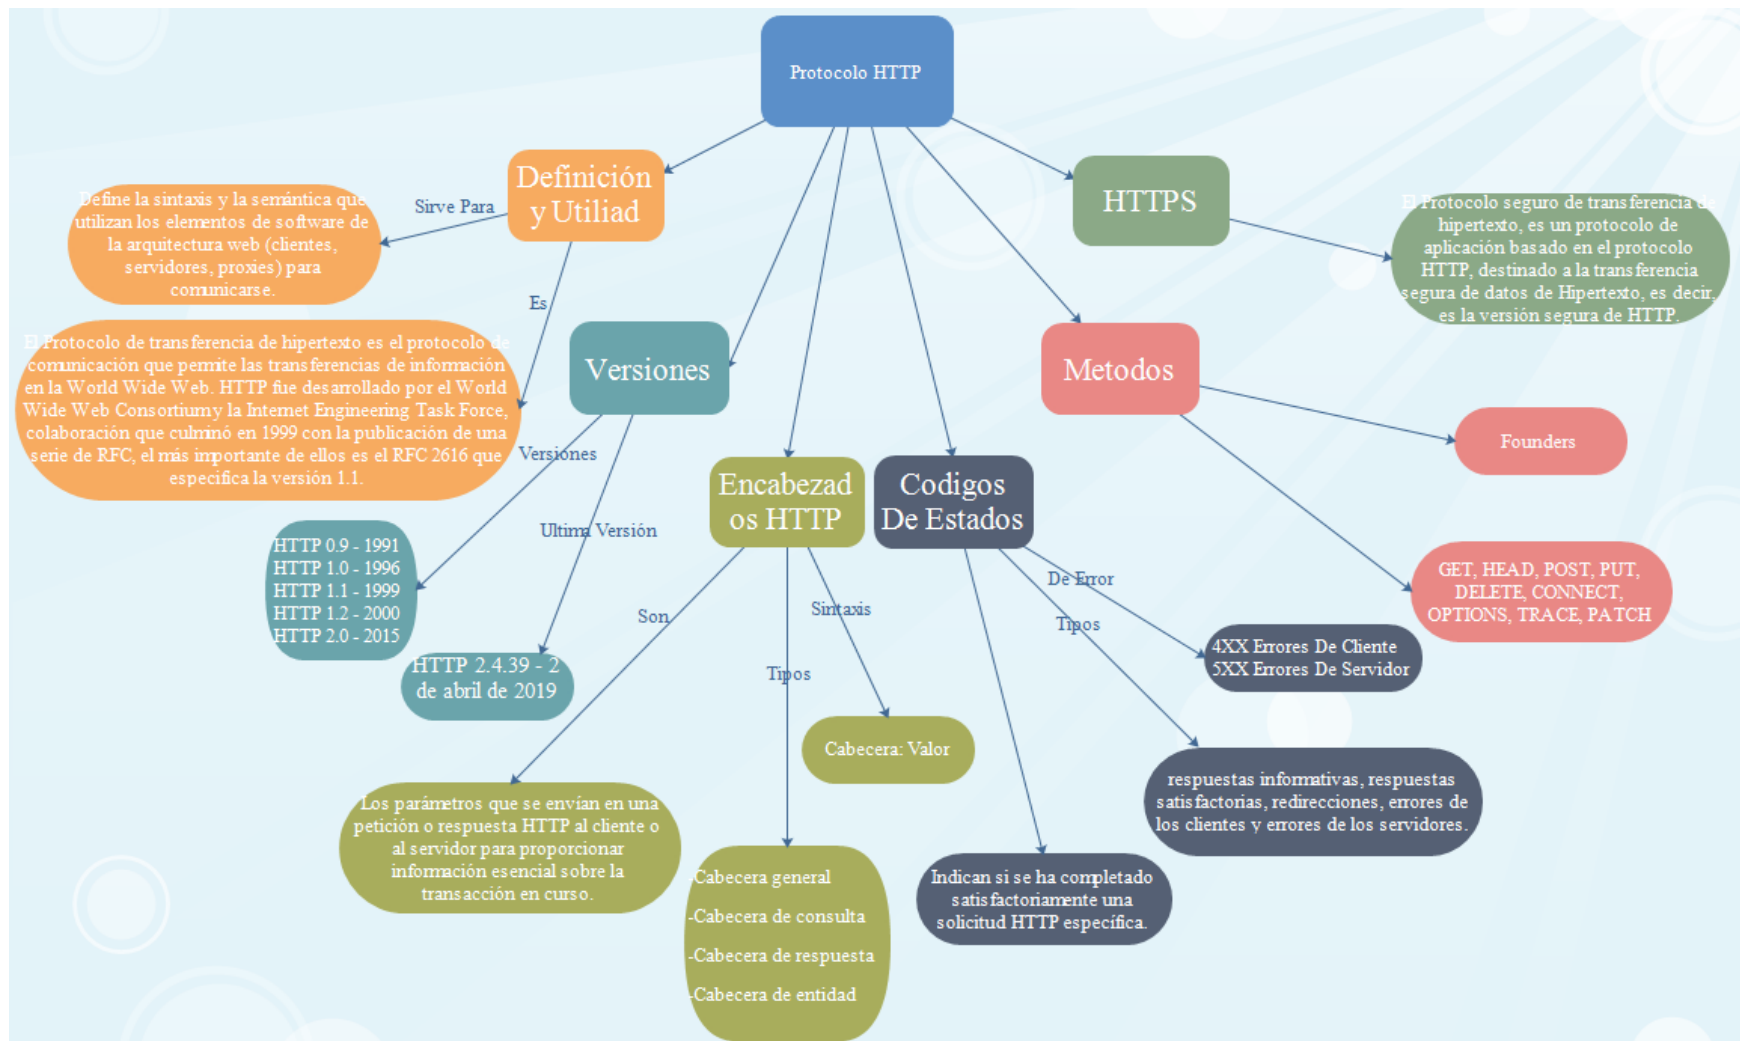 Protocolo HTTP
Definición
y Utiliad
Sirve Para
Define la sintaxis y la semántica que
utilizan los elementos de software de
la arquitectura web (clientes,
servidores, proxies) para
comunicarse.
Es
El Protocolo de transferencia de hipertexto es el protocolo de
comunicación que permite las transferencias de información
en la World Wide Web. HTTP fue desarrollado por el World
Wide Web Consortium y la Internet Engineering Task Force,
colaboración que culminó en 1999 con la publicación de una
serie de RFC, el más importante de ellos es el RFC 2616 que
especifica la versión 1.1.
Versiones
Versiones
HTTP 0.9 - 1991
HTTP 1.0 - 1996
HTTP 1.1 - 1999
HTTP 1.2 - 2000
HTTP 2.0 - 2015
Ultima Versión
HTTP 2.4.39 - 2
de abril de 2019
Encabezad
os HTTP
Son
Los parámetros que se envían en una
petición o respuesta HTTP al cliente o
al servidor para proporcionar
información esencial sobre la
transacción en curso.
Tipos
-Cabecera general
-Cabecera de consulta
-Cabecera de respuesta
-Cabecera de entidad
Sintaxis
Cabecera: Valor
Codigos
De Estados
Indican si se ha completado
satisfactoriamente una
solicitud HTTP específica.
Tipos
respuestas informativas, respuestas
satisfactorias, redirecciones, errores de
los clientes y errores de los servidores.
De Error
4XX Errores De Cliente
5XX Errores De Servidor
Metodos
Founders
GET, HEAD, POST, PUT,
DELETE, CONNECT,
OPTIONS, TRACE, PATCH
HTTPS
El Protocolo seguro de transferencia de
hipertexto, es un protocolo de
aplicación basado en el protocolo
HTTP, destinado a la transferencia
segura de datos de Hipertexto, es decir,
es la versión segura de HTTP.